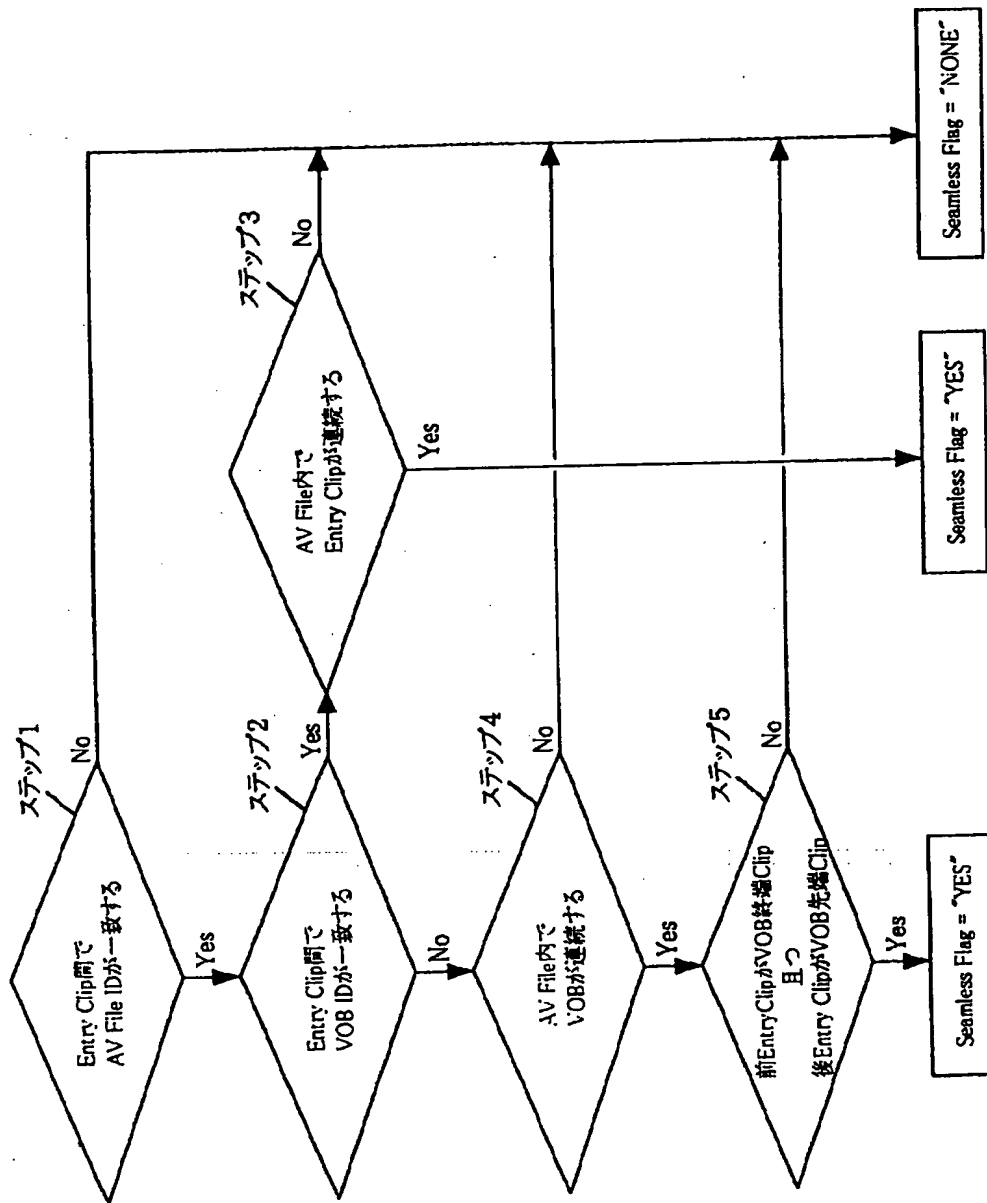 ステップ1
Entry Clip間で
AV File IDが一致する
No
Yes
ステップ2
Entry Clip間で
VOB IDが一致する
Yes
No
ステップ3
AV File内で
Entry Clipが連続する
No
Yes
ステップ4
AV File内で
VOBが連続する
No
Yes
ステップ5
前EntryClipがVOB終端Clip
且つ
後Entry ClipがVOB先端Clip
No
Yes
Seamless Flag = "YES"
Seamless Flag = "YES"
Seamless Flag = "NONE"